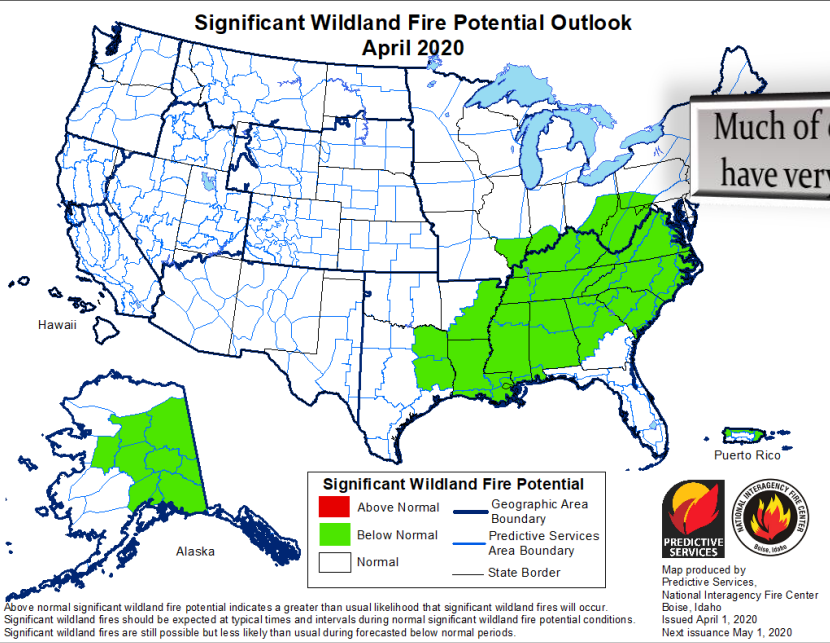 Significant Wildland Fire Potential Outlook
April 2020
Much of
have very
Hawaii
Alaska
Puerto Rico
Significant Wildland Fire Potential
Above Normal
Below Normal
Normal
Geographic Area
Boundary
Predictive Services
Area Boundary
State Border
PREDICTIVE
SERVICES
NATIONAL INTERAGENCY FIRE CENTER
Boise, Idaho
Map produced by
Predictive Services,
National Interagency Fire Center
Boise, Idaho
Issued April 1, 2020
Next issuance May 1, 2020
Above normal significant wildland fire potential indicates a greater than usual likelihood that significant wildland fires will occur.
Significant wildland fires should be expected at typical times and intervals during normal significant wildland fire potential conditions.
Significant wildland fires are still possible but less likely than usual during forecasted below normal periods.